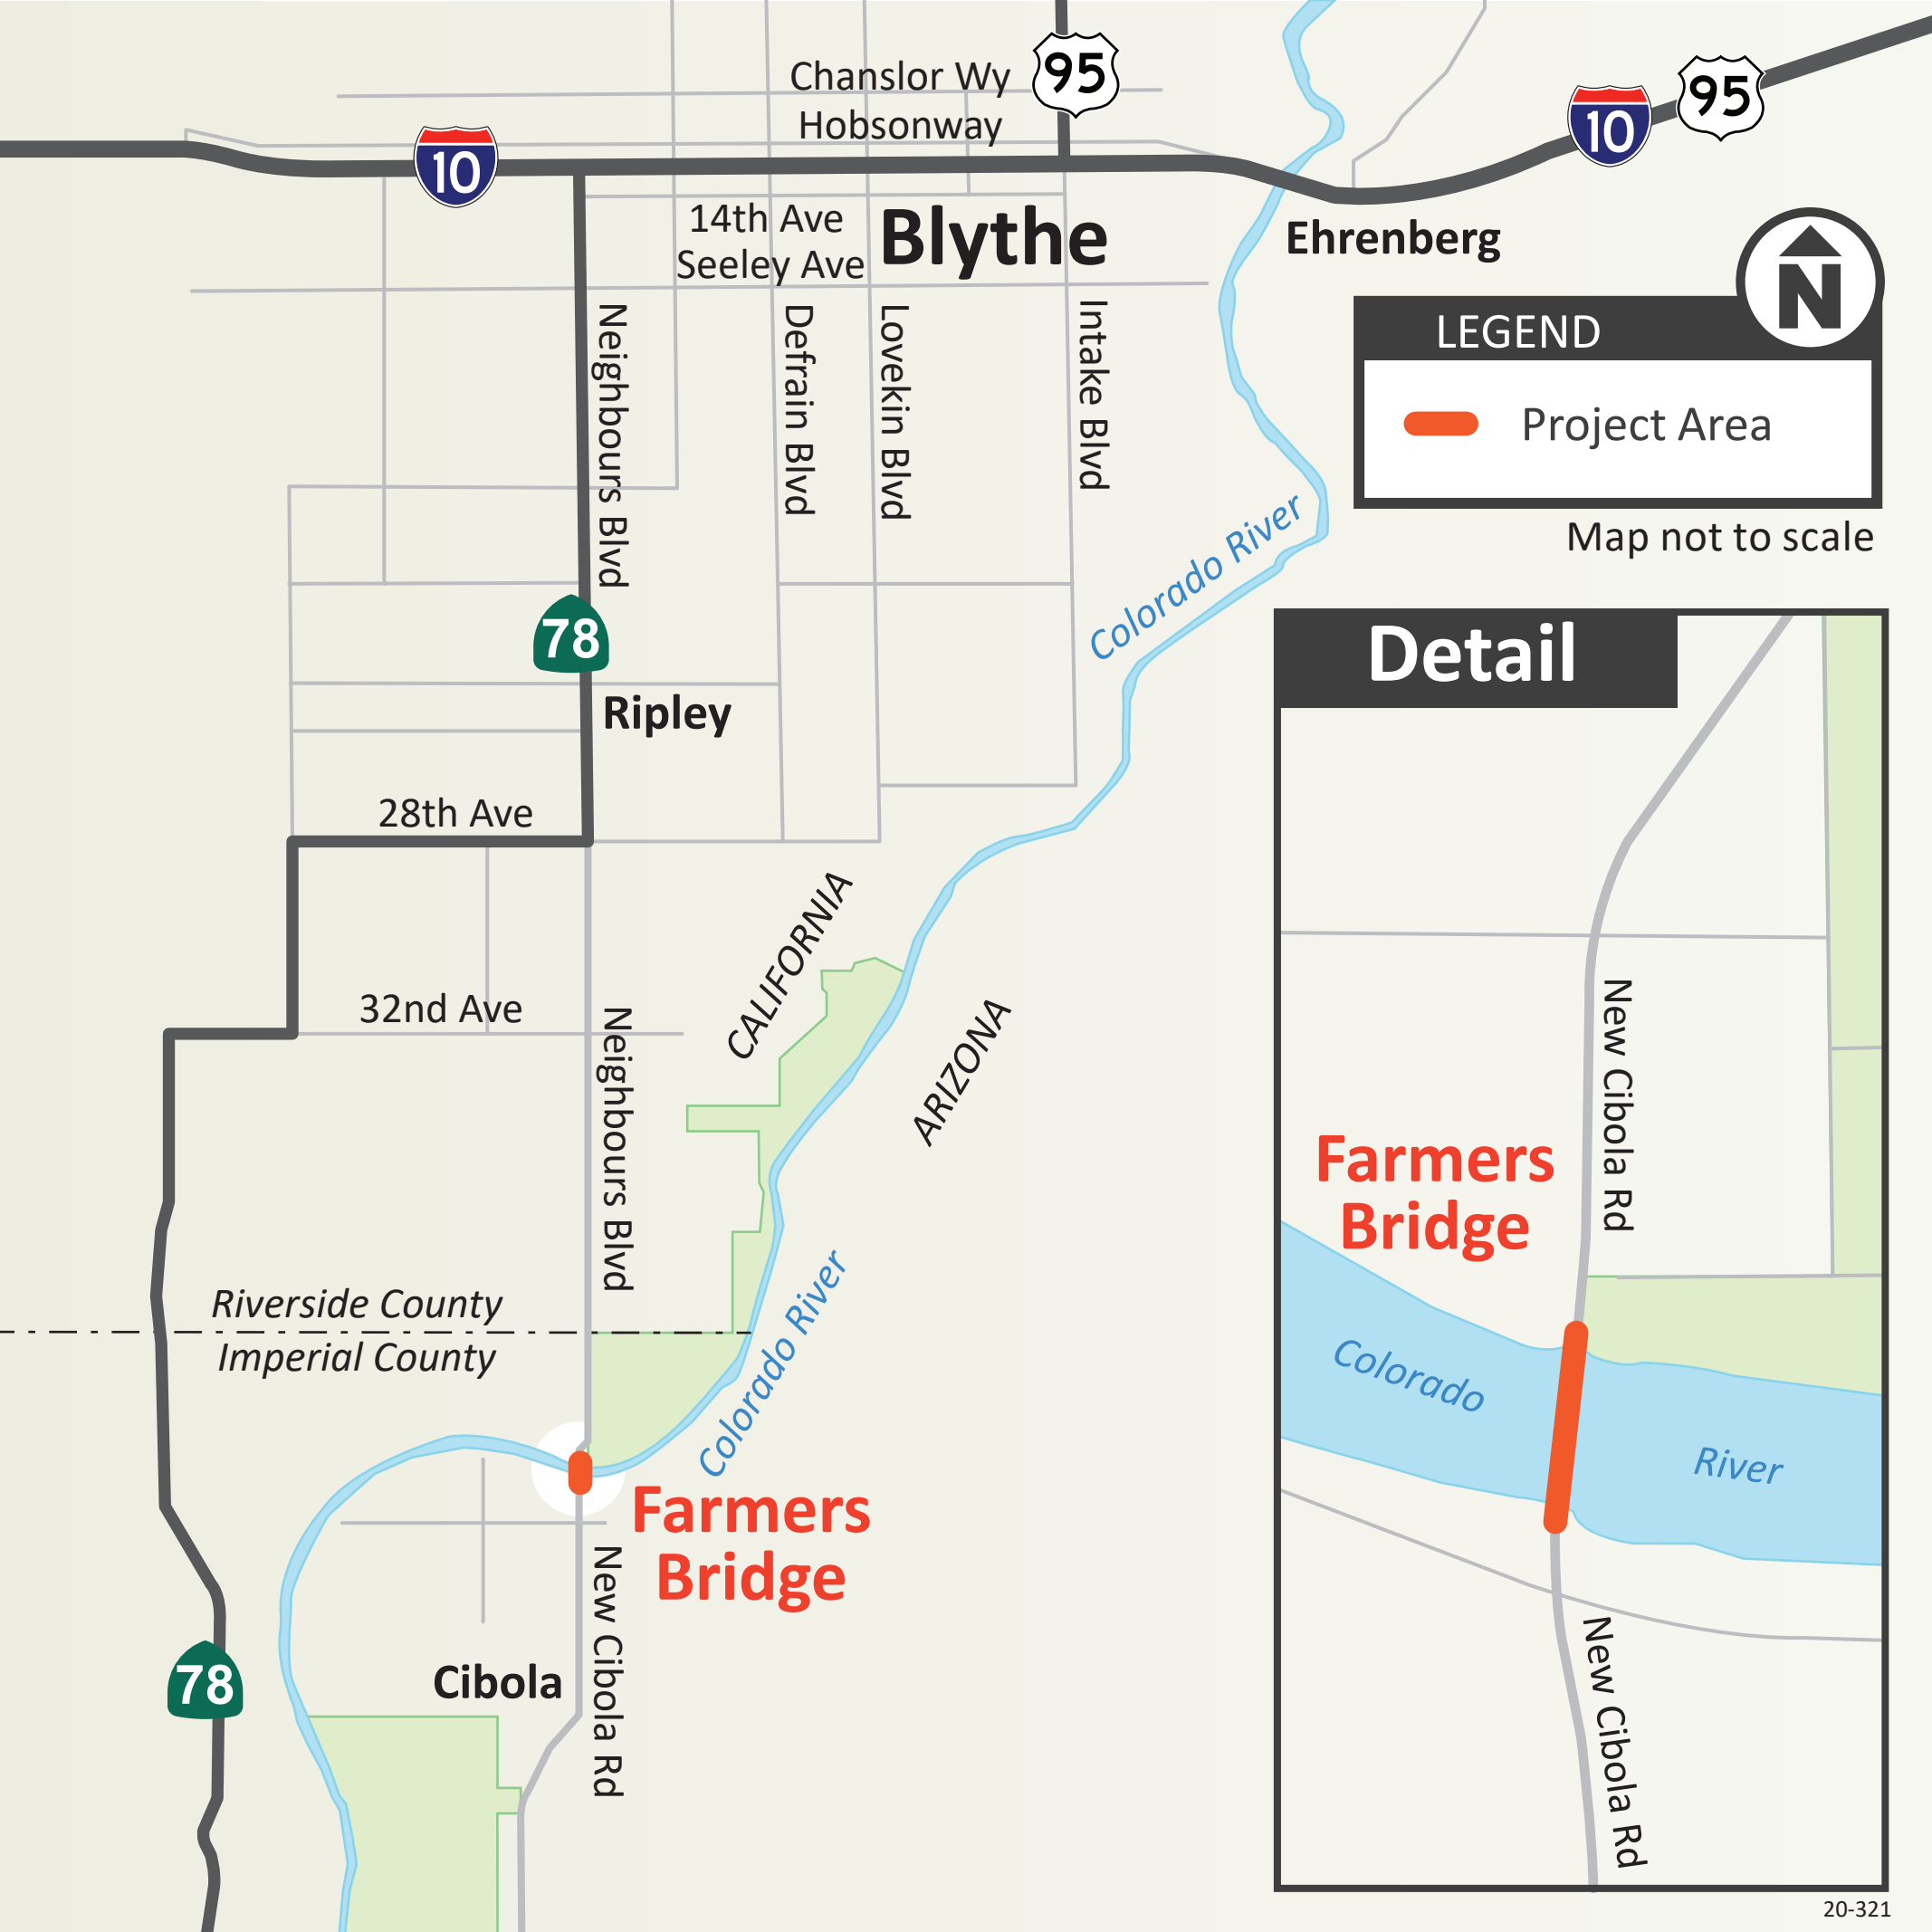 Chanslor Wy
95
Hobsonway
10
10
95
14th Ave
Seeley Ave
Blythe
Ehrenberg
N
LEGEND
Project Area
Map not to scale
Neighbours Blvd
Defrain Blvd
Lovekin Blvd
Intake Blvd
Colorado River
78
Ripley
28th Ave
32nd Ave
CALIFORNIA
ARIZONA
Neighbours Blvd
Riverside County
Imperial County
Colorado River
Farmers
Bridge
New Cibola Rd
Cibola
78
Detail
New Cibola Rd
Farmers
Bridge
Colorado
River
New Cibola Rd
20-321